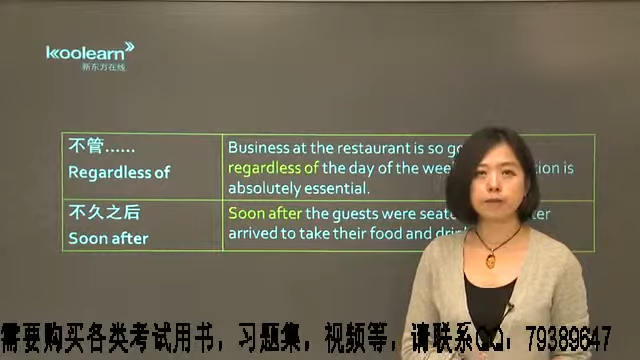 koolearn
新东方在线
不管……
Regardless of
Business at the restaurant is so go
regardless of the day of the wee tion is
absolutely essential.
不久之后
Soon after
Soon after the guests were seate ter
arrived to take their food and dri
需要购买各类考试用书，习题集，视频等，请联系QQ：79389647